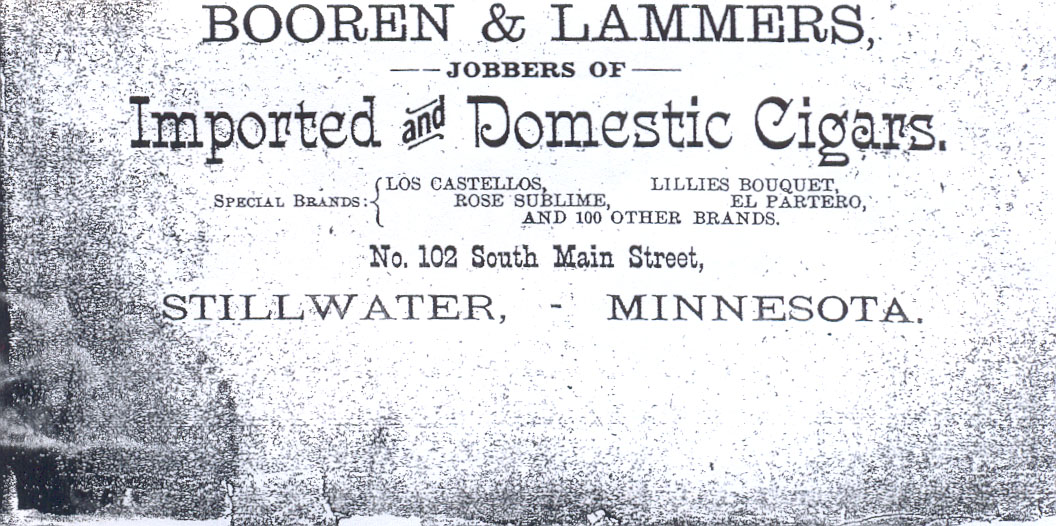 BOOREN & LAMMERS,
JOBBERS OF
Imported and Domestic Cigars.
SPECIAL BRANDS: { LOS CASTELLOS, LILLIES BOUQUET,
ROSE SUBLIME, EL PARTERO,
AND 100 OTHER BRANDS.
No. 102 South Main Street,
STILLWATER, - MINNESOTA.